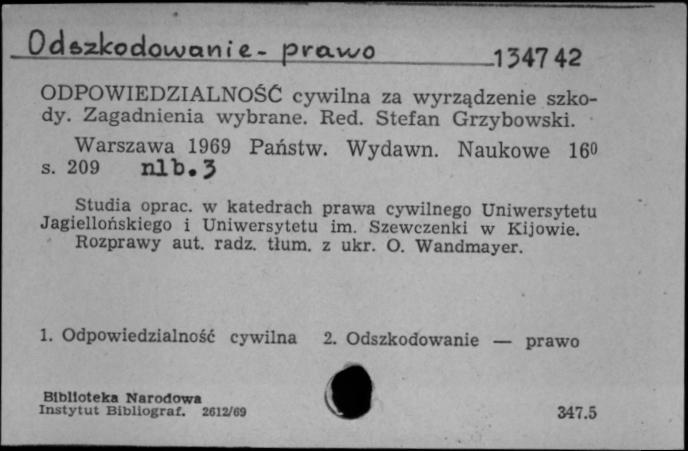 Odszkodowanie - prawo 134742
ODPOWIEDZIALNOŚĆ cywilna za wyrządzenie szko-
dy. Zagadnienia wybrane. Red. Stefan Grzybowski.
Warszawa 1969 Państw. Wydawn. Naukowe 16⁰
s. 209 nlb. 3
Studia oprac. w katedrach prawa cywilnego Uniwersytetu
Jagiellońskiego i Uniwersytetu im. Szewczenki w Kijowie.
Rozprawy aut. radz. tłum. z ukr. O. Wandmayer.
1. Odpowiedzialność cywilna 2. Odszkodowanie — prawo
Biblioteka Narodowa
Instytut Bibliograf. 2612/69 347.5